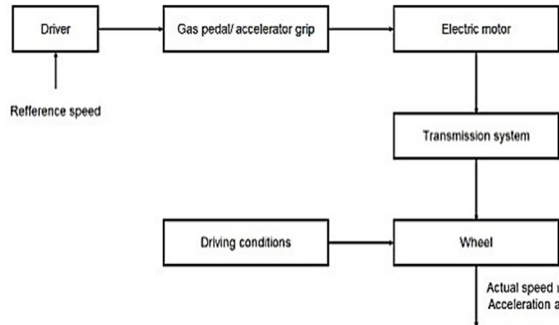 Driver
Gas pedal/ accelerator grip
Electric motor
Refference speed
Transmission system
Driving conditions
Wheel
Actual speed
Acceleration a